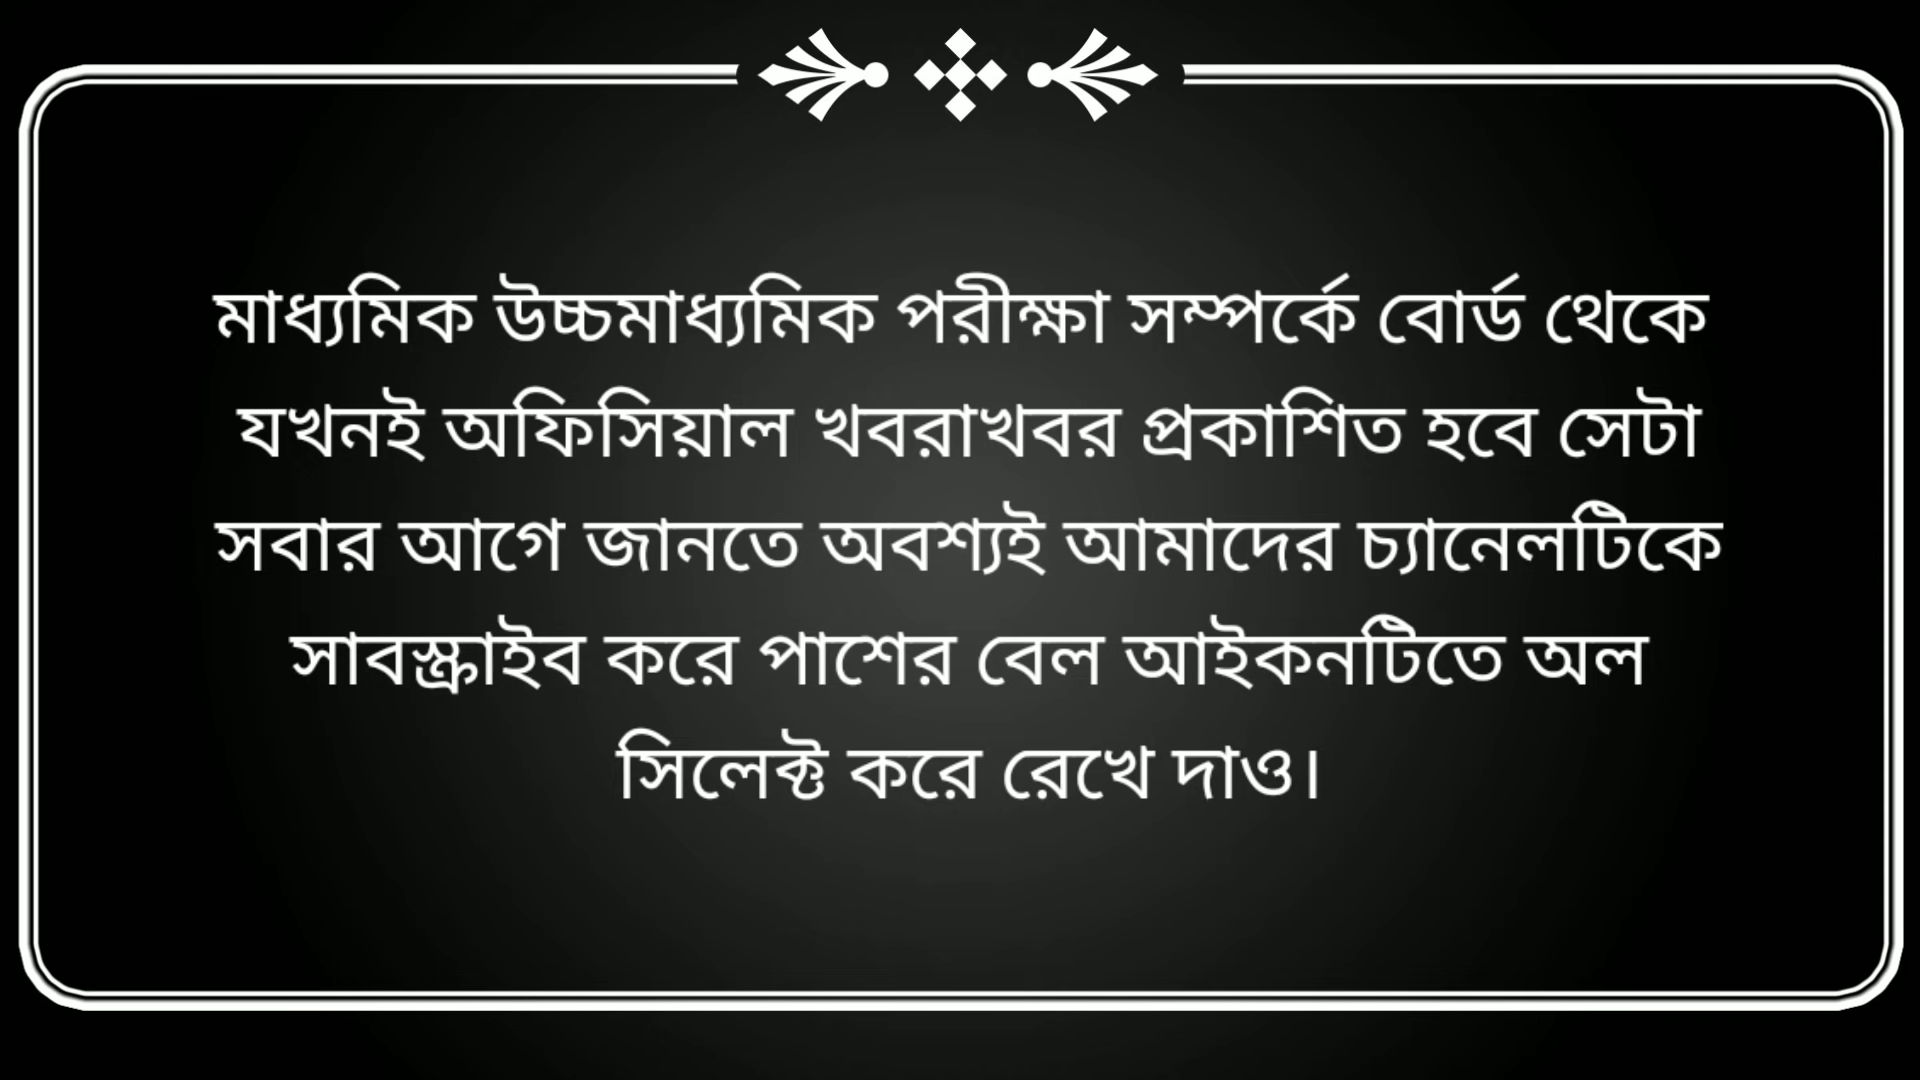 মাধ্যমিক উচ্চমাধ্যমিক পরীক্ষা সম্পর্কে বোর্ড থেকে
যখনই অফিসিয়াল খবরাখবর প্রকাশিত হবে সেটা
সবার আগে জানতে অবশ্যই আমাদের চ্যানেলটিকে
সাবস্ক্রাইব করে পাশের বেল আইকনটিতে অল
সিলেক্ট করে রেখে দাও।